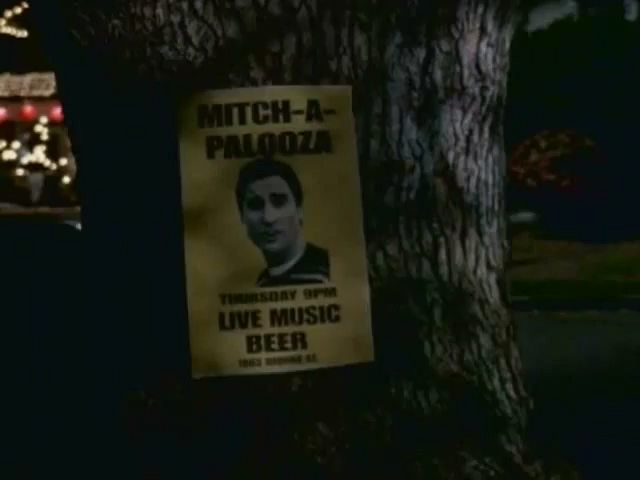 MITCH-A-
PALOOZA
THURSDAY 9PM
LIVE MUSIC
BEER